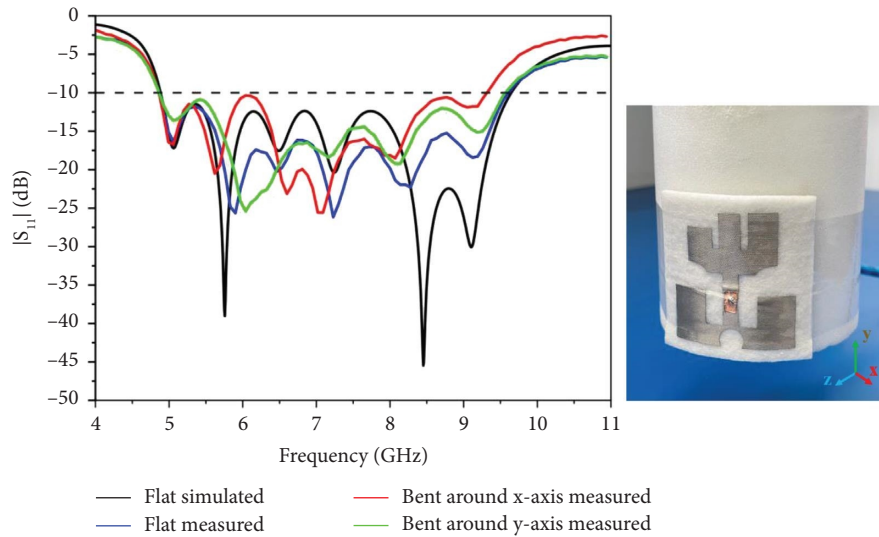 0
−5
−10
−15
−20
−25
−30
−35
−40
−45
−50
|S₁₁| (dB)
4 5 6 7 8 9 10 11
Frequency (GHz)
Flat simulated
Flat measured
Bent around x-axis measured
Bent around y-axis measured
y
z
x